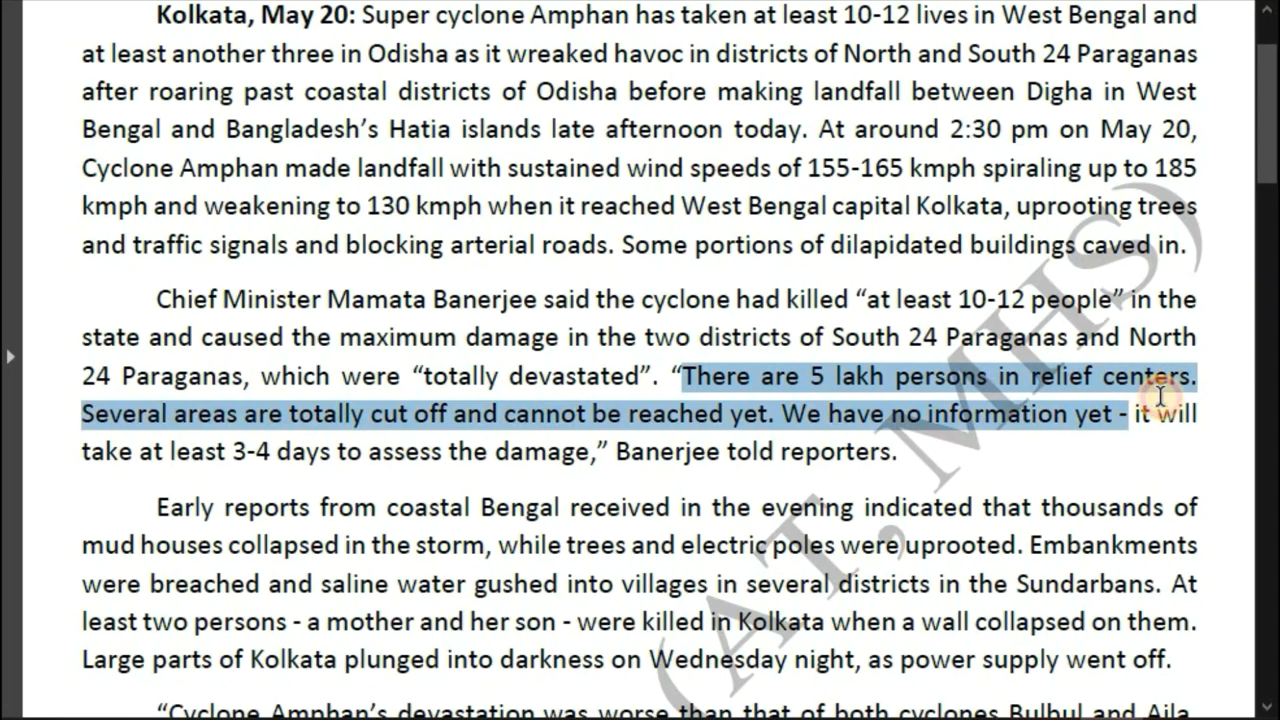 Kolkata, May 20: Super cyclone Amphan has taken at least 10-12 lives in West Bengal and
at least another three in Odisha as it wreaked havoc in districts of North and South 24 Paraganas
after roaring past coastal districts of Odisha before making landfall between Digha in West
Bengal and Bangladesh’s Hatia islands late afternoon today. At around 2:30 pm on May 20,
Cyclone Amphan made landfall with sustained wind speeds of 155-165 kmph spiraling up to 185
kmph and weakening to 130 kmph when it reached West Bengal capital Kolkata, uprooting trees
and traffic signals and blocking arterial roads. Some portions of dilapidated buildings caved in.
Chief Minister Mamata Banerjee said the cyclone had killed “at least 10-12 people” in the
state and caused the maximum damage in the two districts of South 24 Paraganas and North
24 Paraganas, which were “totally devastated”. “There are 5 lakh persons in relief centers.
Several areas are totally cut off and cannot be reached yet. We have no information yet - it will
take at least 3-4 days to assess the damage,” Banerjee told reporters.
Early reports from coastal Bengal received in the evening indicated that thousands of
mud houses collapsed in the storm, while trees and electric poles were uprooted. Embankments
were breached and saline water gushed into villages in several districts in the Sundarbans. At
least two persons - a mother and her son - were killed in Kolkata when a wall collapsed on them.
Large parts of Kolkata plunged into darkness on Wednesday night, as power supply went off.
“Cyclone Amphan’s devastation was worse than that of both cyclones Bulbul and Aila,
(AT, MHS)